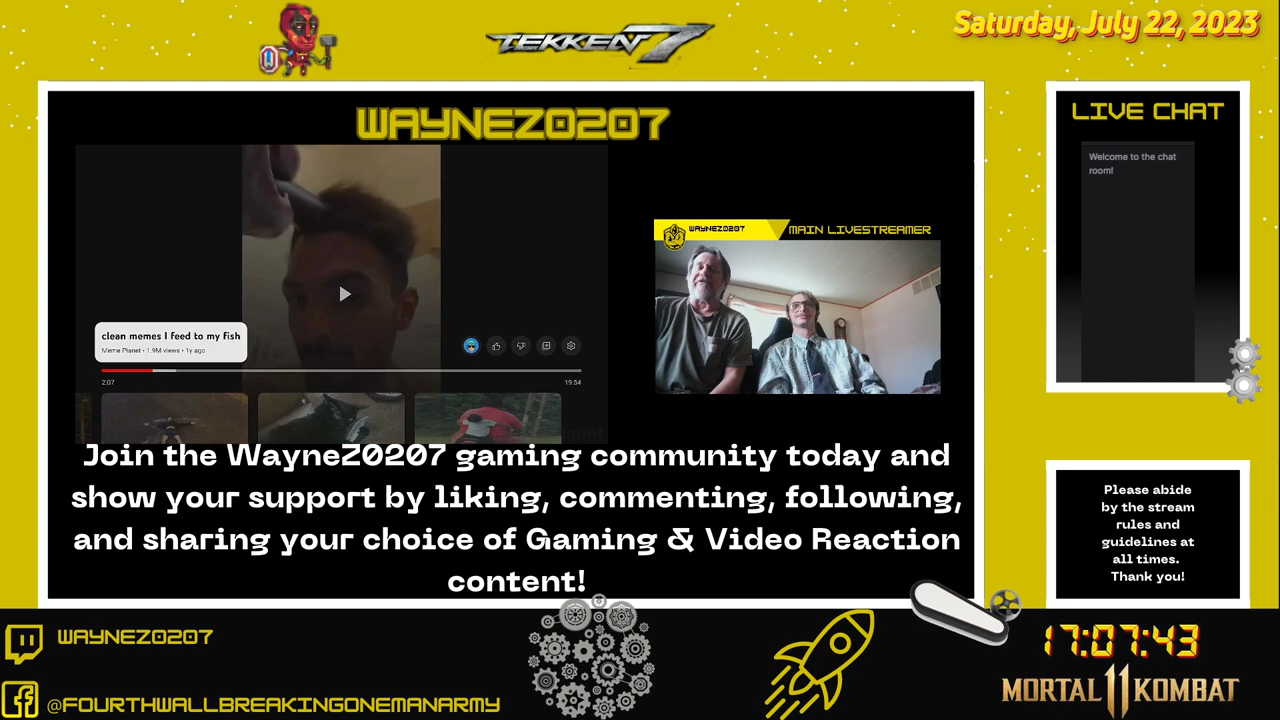 TEKKEN 7
Saturday, July 22, 2023
WAYNEZ0207
LIVE CHAT
Welcome to the chat
room!
WAYNEZ0207
MAIN LIVESTREAMER
clean memes I feed to my fish
Meme Planet • 1.9M views • 1y ago
2:07
19:54
Join the WayneZ0207 gaming community today and
show your support by liking, commenting, following,
and sharing your choice of Gaming & Video Reaction
content!
Please abide
by the stream
rules and
guidelines at
all times.
Thank you!
WAYNEZ0207
@FOURTHWALLBREAKINGONEMANARMY
17:07:43
MORTAL KOMBAT 11